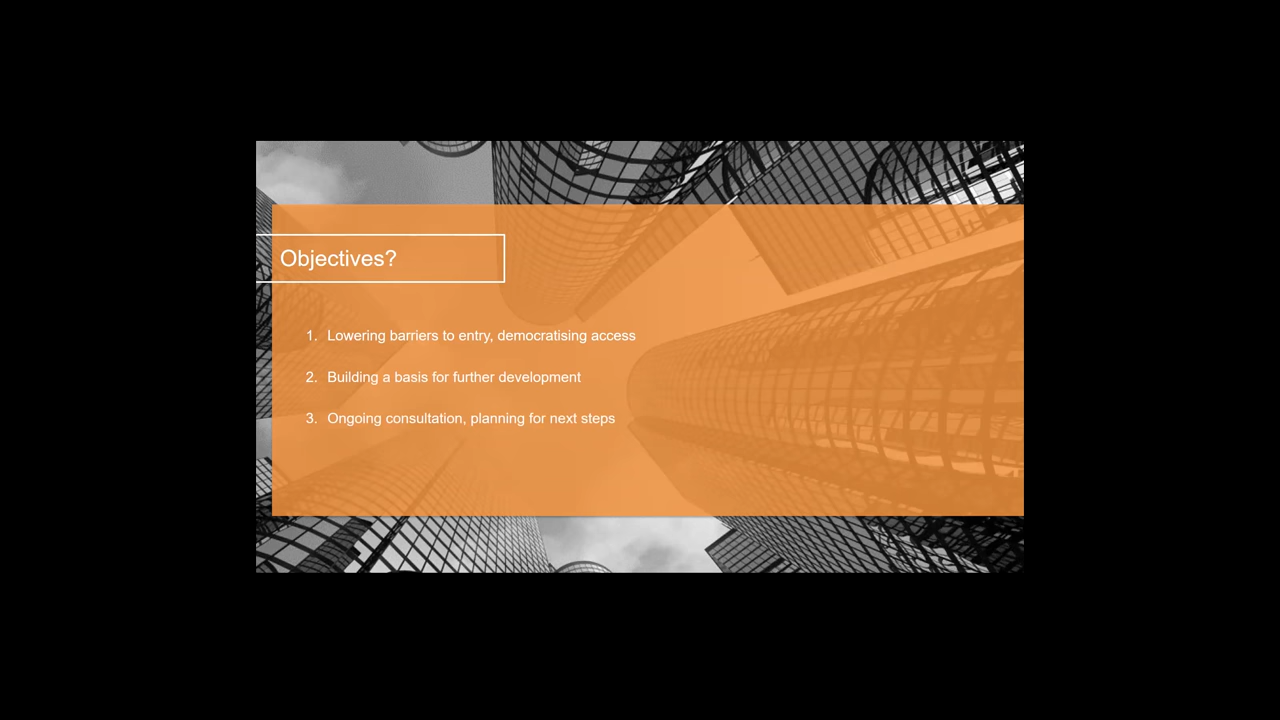 Objectives?
1. Lowering barriers to entry, democratising access
2. Building a basis for further development
3. Ongoing consultation, planning for next steps